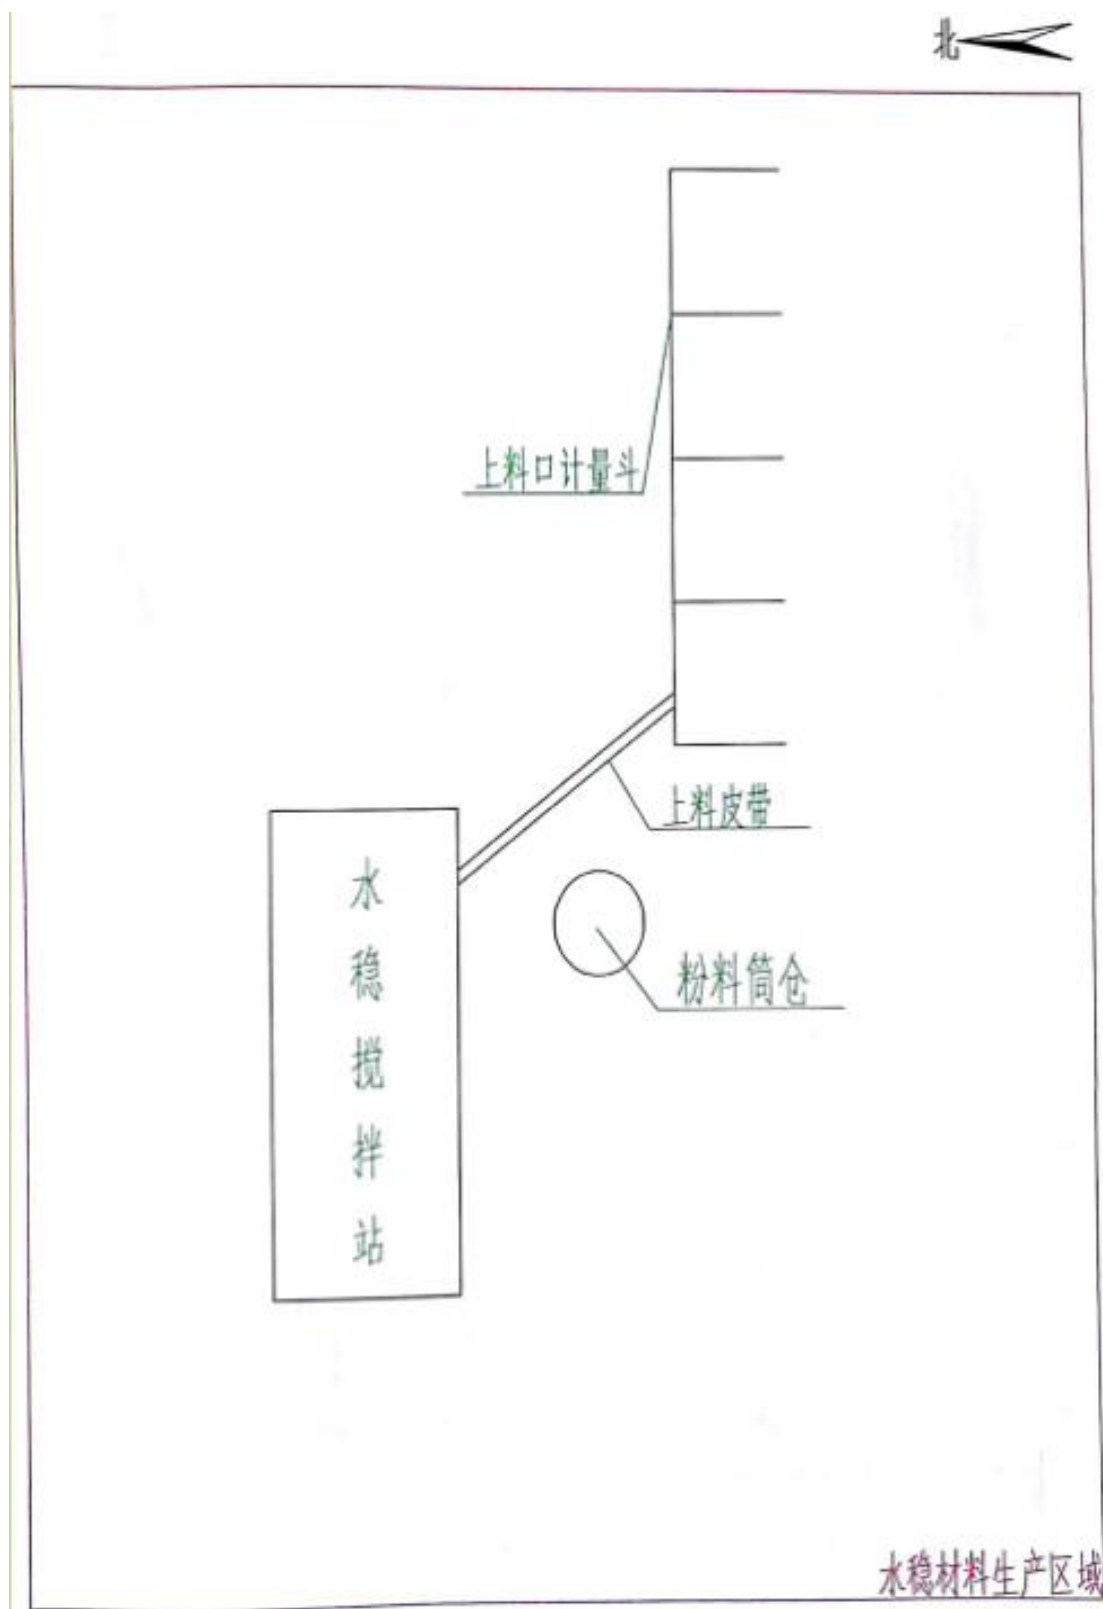 北
上料口计量斗
上料皮带
粉料筒仓
水稳搅拌站
水稳材料生产区域